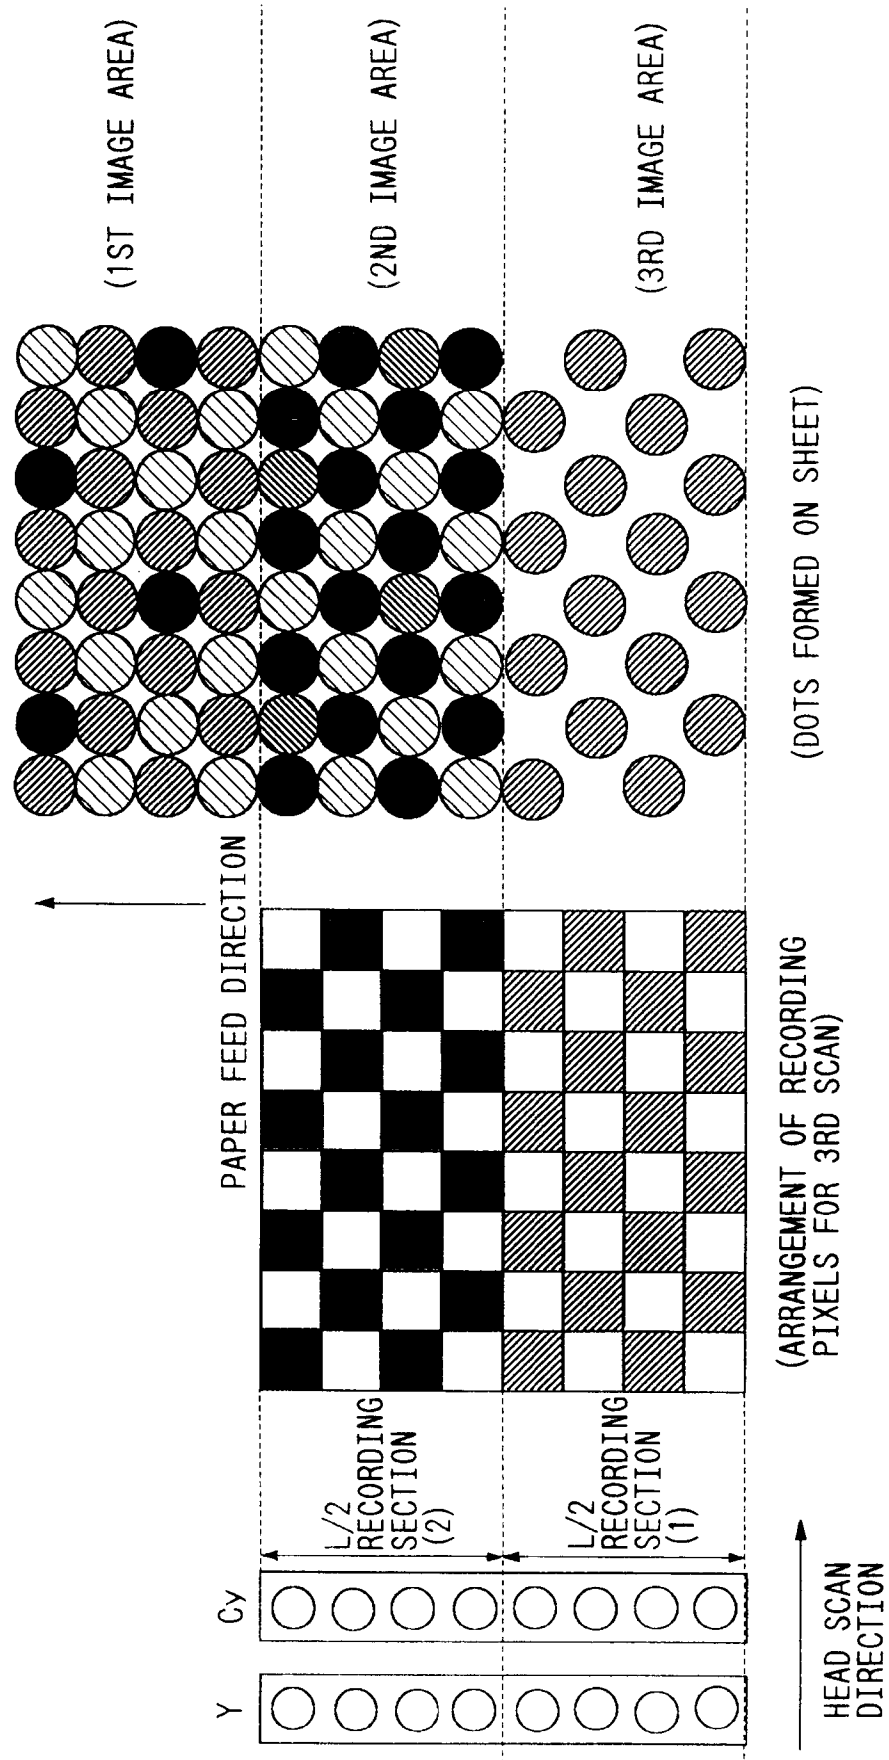 (1ST IMAGE AREA)
(2ND IMAGE AREA)
(3RD IMAGE AREA)
(DOTS FORMED ON SHEET)
PAPER FEED DIRECTION
(ARRANGEMENT OF RECORDING
PIXELS FOR 3RD SCAN)
L/2
RECORDING
SECTION
(2)
L/2
RECORDING
SECTION
(1)
Cy
Y
HEAD SCAN
DIRECTION